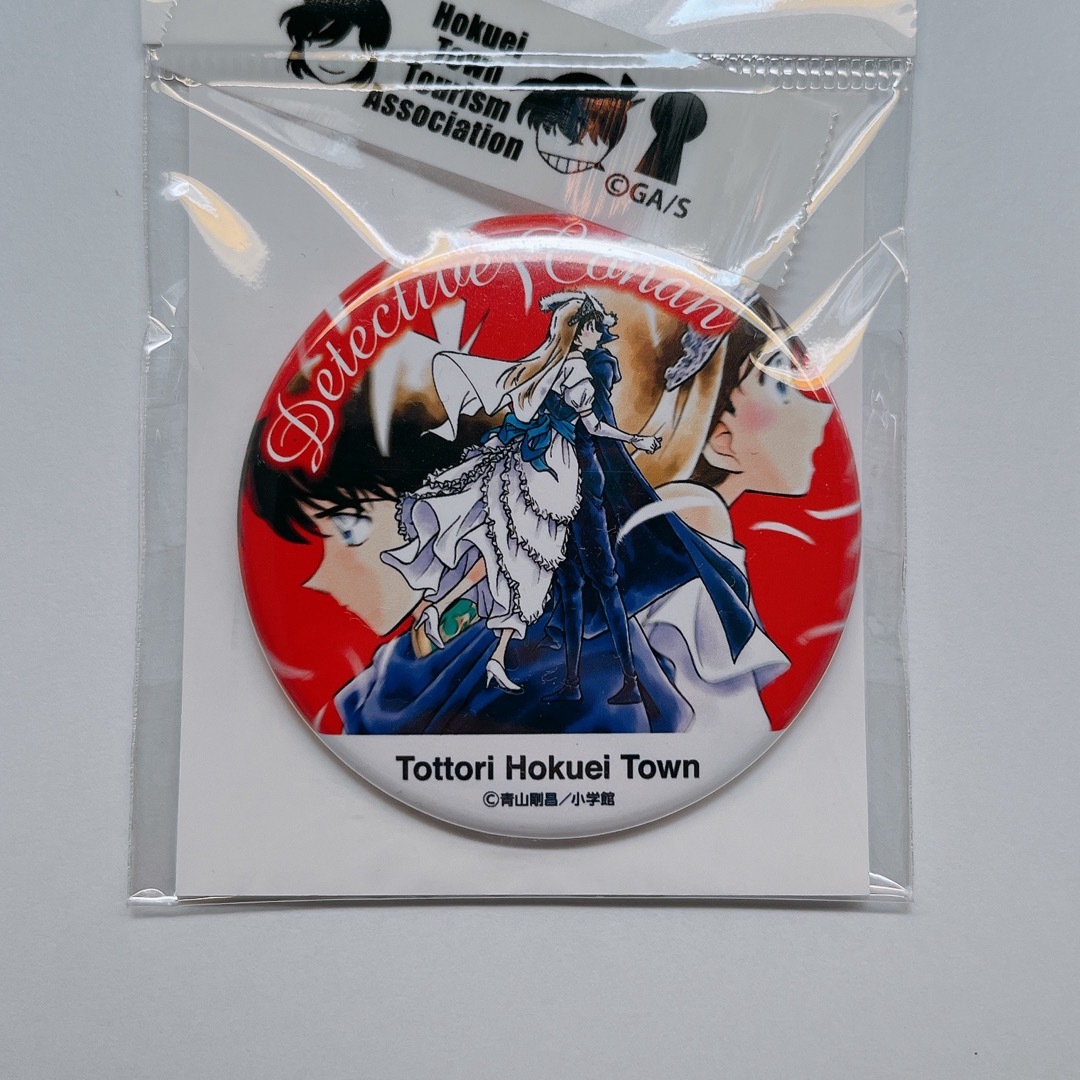 Hokuei
Town
Tourism
Association
©GA/S
Detective Conan
Tottori Hokuei Town
©青山剛昌／小学館